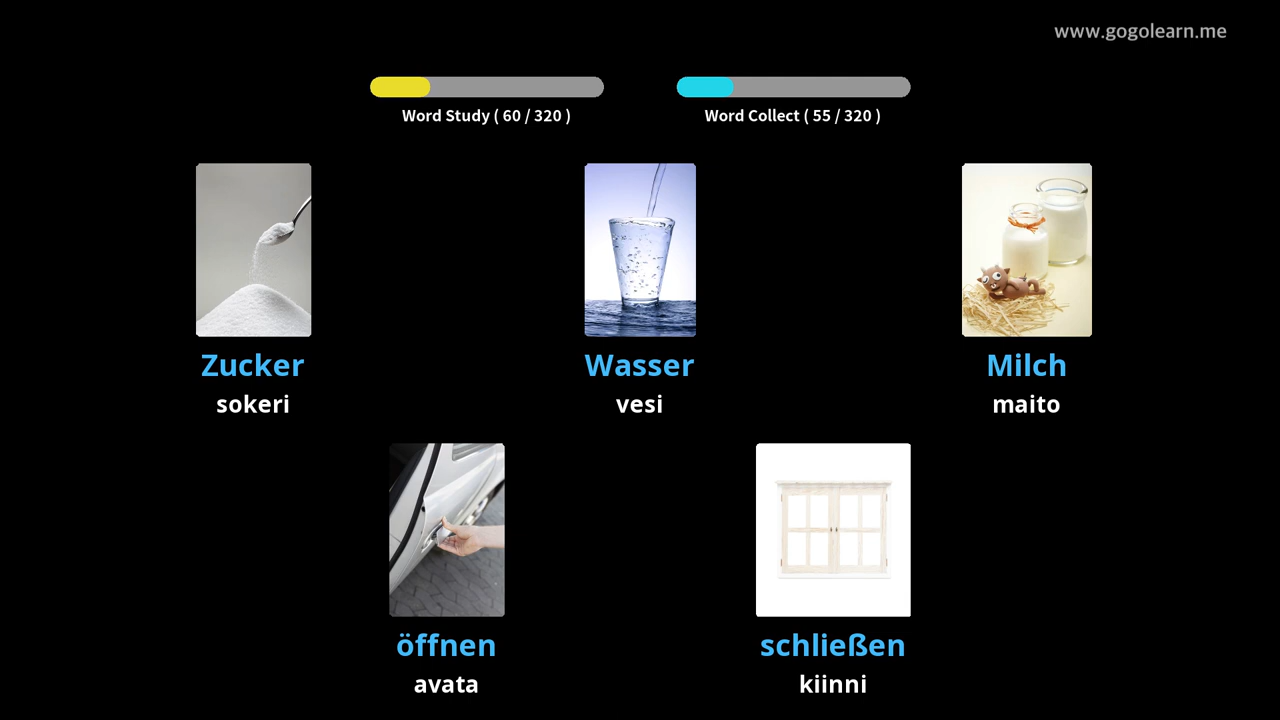 www.gogolearn.me
Word Study ( 60 / 320 )
Word Collect ( 55 / 320 )
Zucker
sokeri
Wasser
vesi
Milch
maito
öffnen
avata
schließen
kiinni